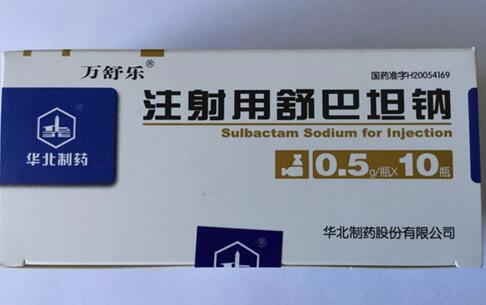 万舒乐®
国药准字H20054169
注射用舒巴坦钠
Sulbactam Sodium for Injection
华北制药
0.5g/瓶X10瓶
华北制药股份有限公司
®